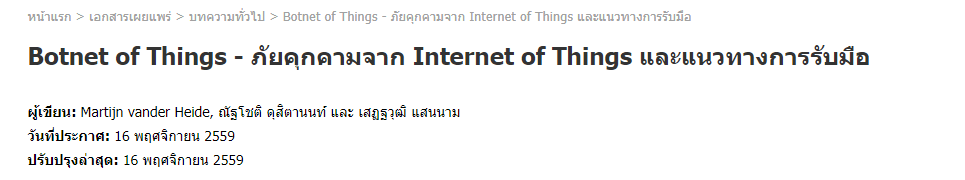 หน้าแรก > เอกสารเผยแพร่ > บทความทั่วไป > Botnet of Things - ภัยคุกคามจาก Internet of Things และแนวทางการรับมือ
Botnet of Things - ภัยคุกคามจาก Internet of Things และแนวทางการรับมือ
ผู้เขียน: Martijn vander Heide, ณัฐโชติ ดุสิตานนท์ และ เสฏฐวุฒิ แสนนาม
วันที่ประกาศ: 16 พฤศจิกายน 2559
ปรับปรุงล่าสุด: 16 พฤศจิกายน 2559